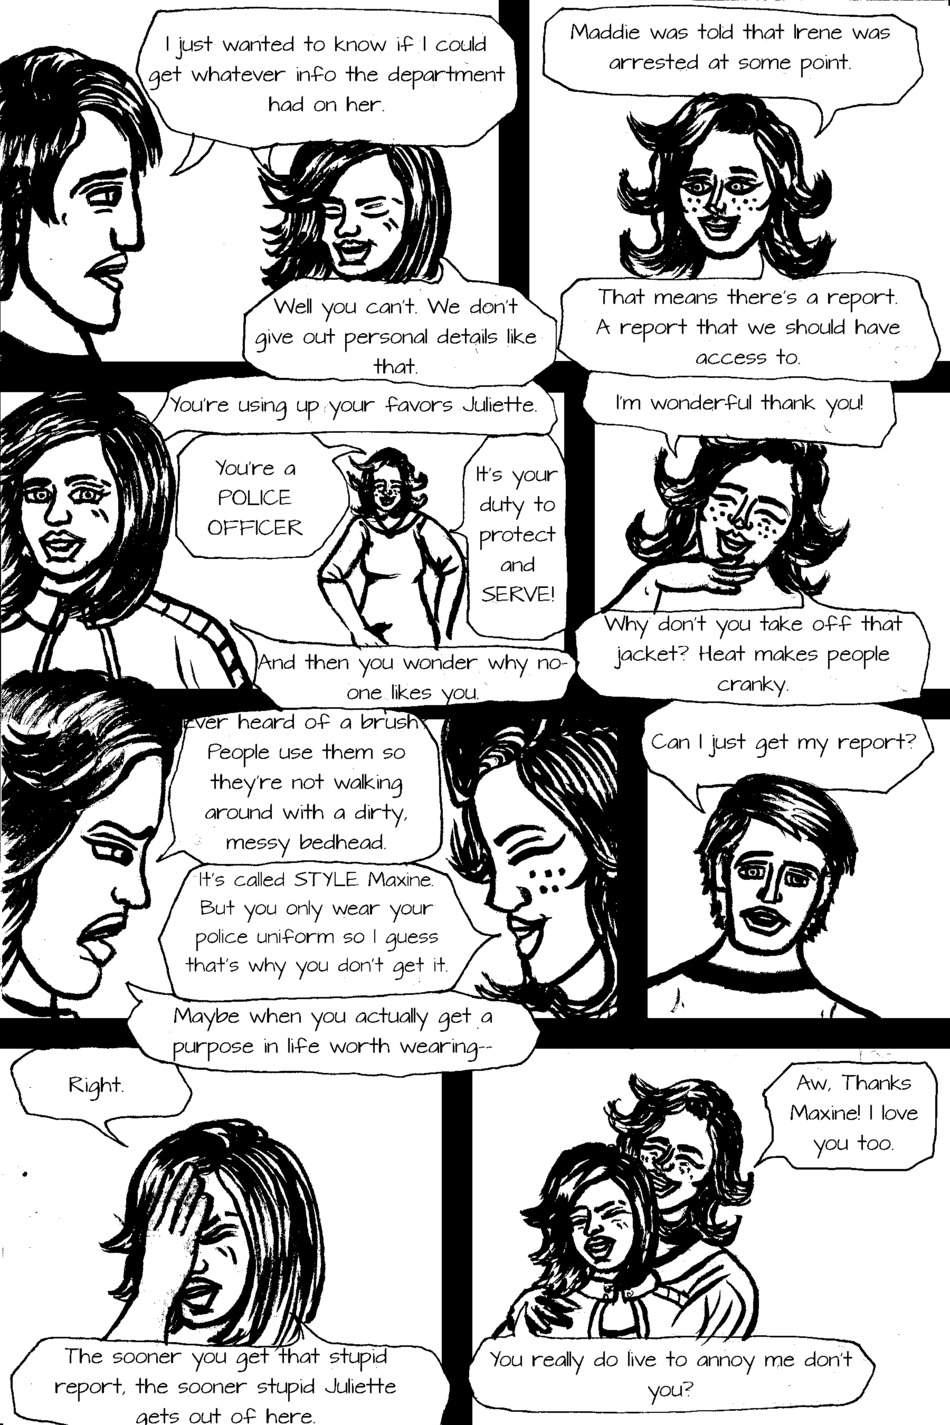 I just wanted to know if I could
get whatever info the department
had on her.
Well you can't. We don't
give out personal details like
that.
Maddie was told that Irene was
arrested at some point.
That means there's a report.
A report that we should have
access to.
You're using up your favors Juliette.
You're a
POLICE
OFFICER
It's your
duty to
protect
and
SERVE!
And then you wonder why no-
one likes you.
I'm wonderful thank you!
Why don't you take off that
jacket? Heat makes people
cranky.
Ever heard of a brush?
People use them so
they're not walking
around with a dirty,
messy bedhead.
It's called STYLE Maxine.
But you only wear your
police uniform so I guess
that's why you don't get it.
Maybe when you actually get a
purpose in life worth wearing--
Can I just get my report?
Right.
The sooner you get that stupid
report, the sooner stupid Juliette
gets out of here.
Aw, Thanks
Maxine! I love
you too.
You really do live to annoy me don't
you?